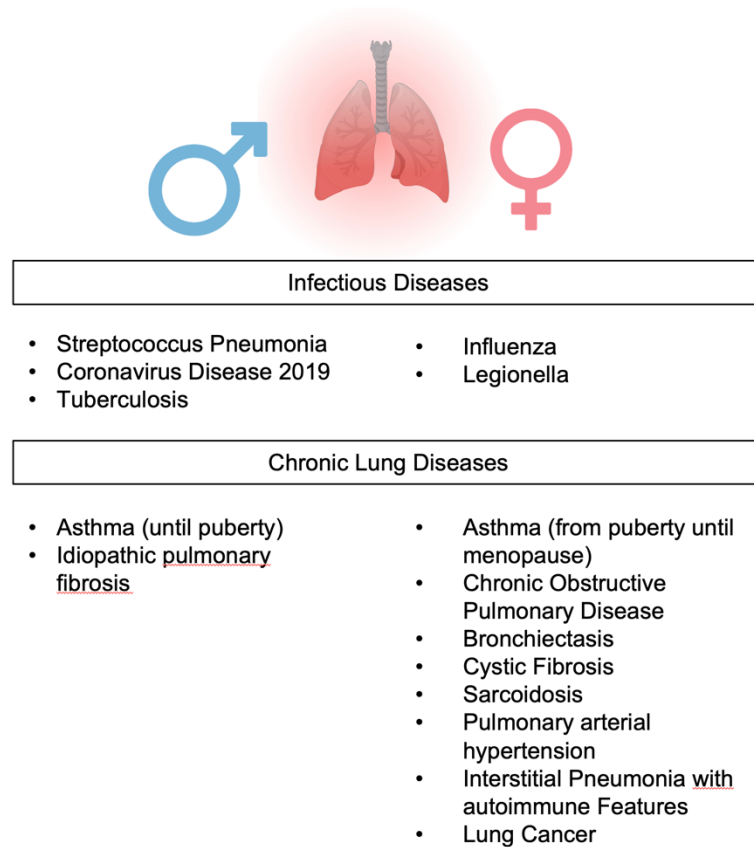 Infectious Diseases
• Streptococcus Pneumonia
• Coronavirus Disease 2019
• Tuberculosis
• Influenza
• Legionella
Chronic Lung Diseases
• Asthma (until puberty)
• Idiopathic pulmonary
fibrosis
• Asthma (from puberty until
menopause)
• Chronic Obstructive
Pulmonary Disease
• Bronchiectasis
• Cystic Fibrosis
• Sarcoidosis
• Pulmonary arterial
hypertension
• Interstitial Pneumonia with
autoimmune Features
• Lung Cancer